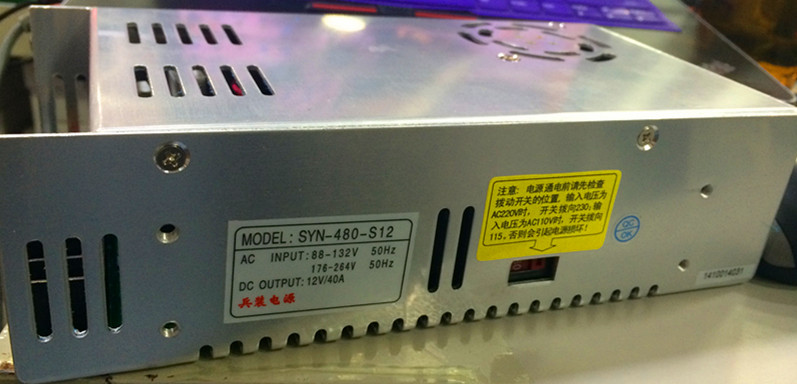 MODEL: SYN-480-S12
AC INPUT: 88-132V 50Hz
176-264V 50Hz
DC OUTPUT: 12V/40A
兵装电源
注意: 电源通电前请先检查
拨动开关的位置, 输入电压为
AC220V时, 开关拨向230; 输
入电压为AC110V时, 开关拨向
115, 否则会引起电源损坏!
QC
OK
1410014031